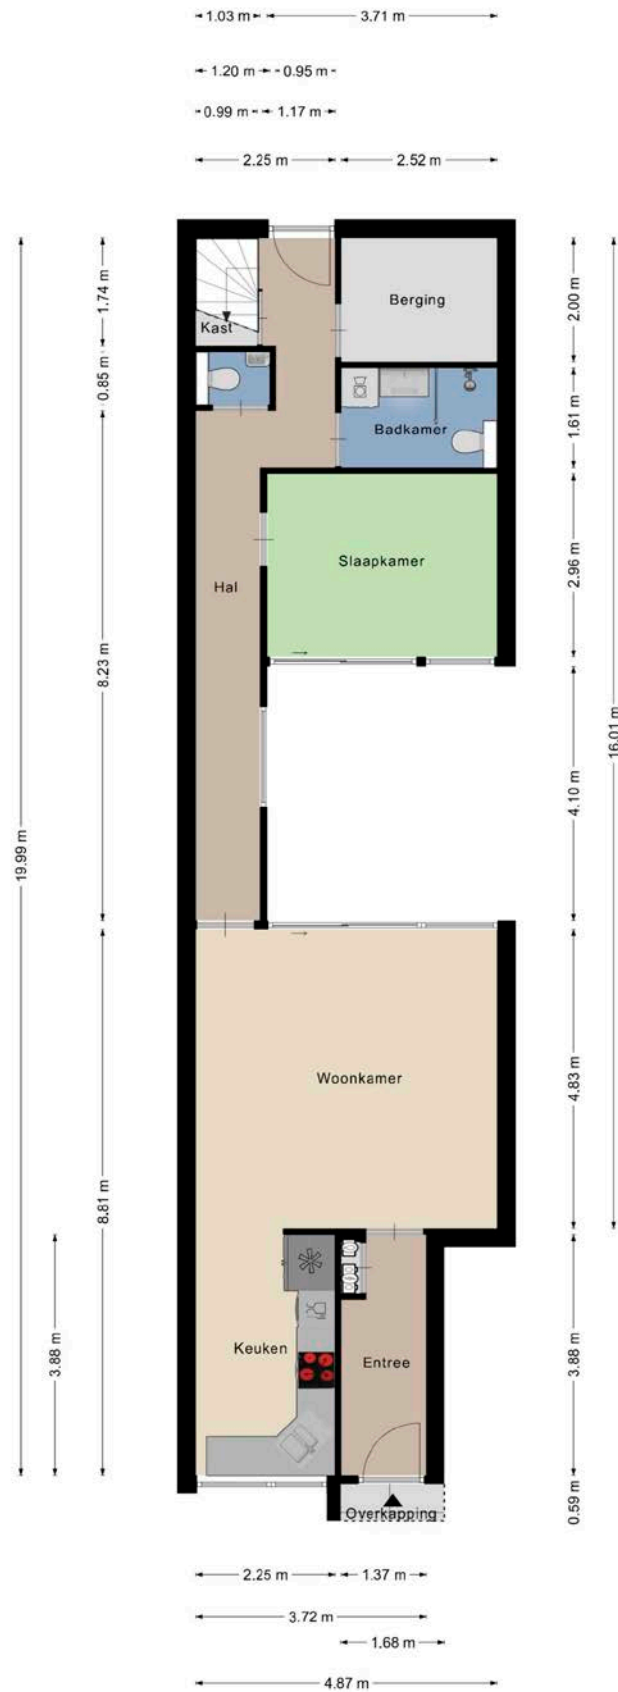 1.03 m 3.71 m
1.20 m 0.95 m
0.99 m 1.17 m
2.25 m 2.52 m
1.74 m
0.85 m
8.23 m
8.81 m
3.88 m
19.99 m
Kast
Berging
Badkamer
Slaapkamer
Hal
Woonkamer
Keuken
Entree
Overkapping
2.00 m
1.61 m
2.96 m
4.10 m
4.83 m
3.88 m
0.59 m
16.01 m
2.25 m 1.37 m
3.72 m
1.68 m
4.87 m